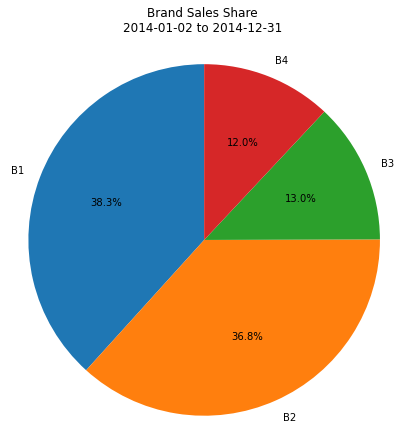 Brand Sales Share
2014-01-02 to 2014-12-31
B4
12.0%
B3
13.0%
B1
38.3%
36.8%
B2